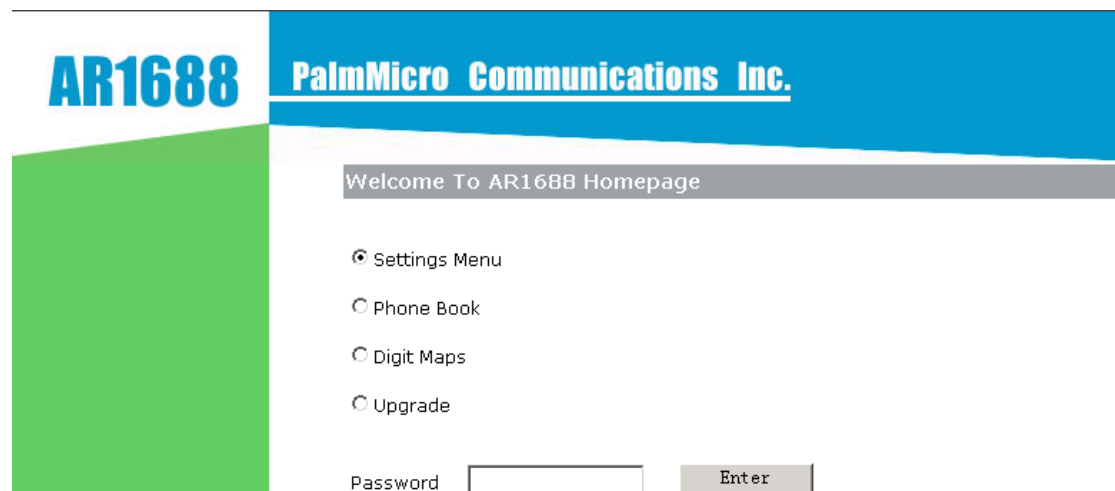 AR1688
PalmMicro Communications Inc.
Welcome To AR1688 Homepage
Settings Menu
Phone Book
Digit Maps
Upgrade
Password Enter